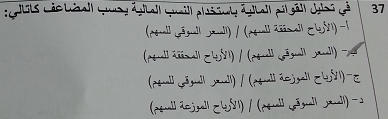 37 في تحليل القوائم المالية باستخدام النسب المالية يحسب المضاعف كالتالي:
أ- (الأرباح المحققة للسهم) / (السعر السوقي للسهم)
ب- (السعر السوقي للسهم) / (الأرباح المحققة للسهم)
ج- (الأرباح الموزعة للسهم) / (السعر السوقي للسهم)
د- (السعر السوقي للسهم) / (الأرباح الموزعة للسهم)